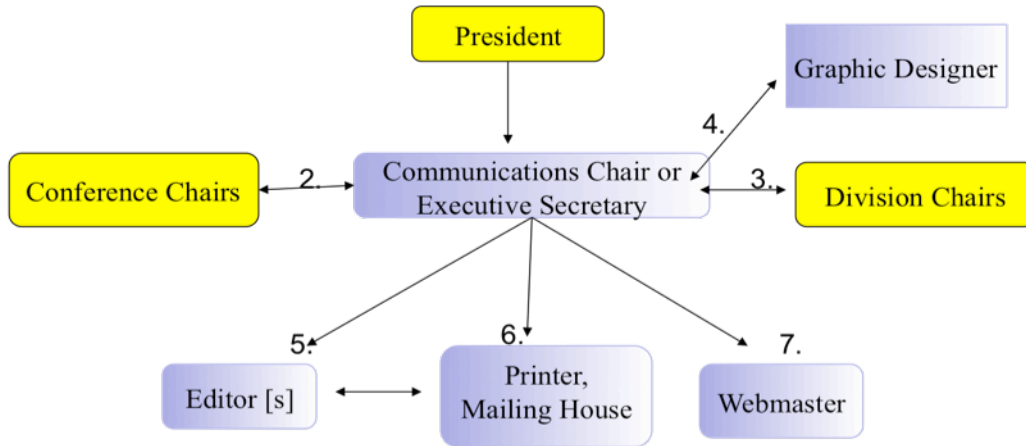 President
Graphic Designer
4.
Conference Chairs
2.
Communications Chair or
Executive Secretary
3.
Division Chairs
5.
6.
7.
Editor [s]
Printer,
Mailing House
Webmaster